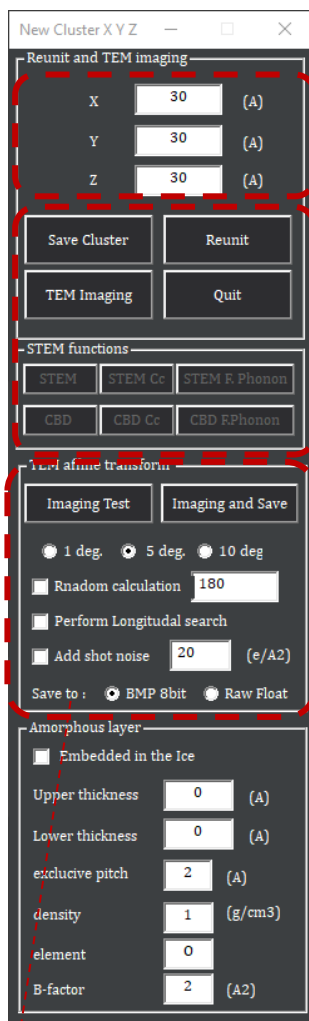 New Cluster X Y Z
Reunit and TEM imaging
X 30 (A)
Y 30 (A)
Z 30 (A)
Save Cluster Reunit
TEM Imaging Quit
STEM functions
STEM STEM Cc STEM F. Phonon
CBD CBD Cc CBD F.Phonon
TEM afine transform
Imaging Test Imaging and Save
1 deg. 5 deg. 10 deg
Rnadom calculation 180
Perform Longitudal search
Add shot noise 20 (e/A2)
Save to : BMP 8bit Raw Float
Amorphous layer
Embedded in the Ice
Upper thickness 0 (A)
Lower thickness 0 (A)
exclucive pitch 2 (A)
density 1 (g/cm3)
element O
B-factor 2 (A2)